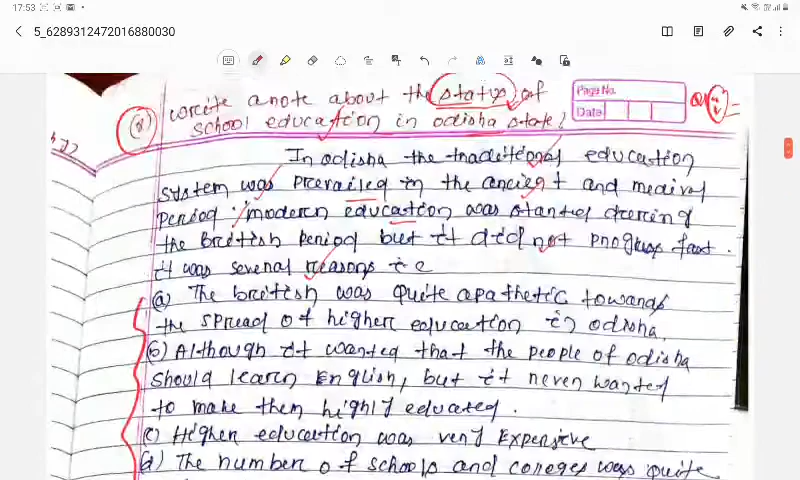 17:53
5_6289312472016880030
(8) write a note about the status of
school education in odisha state?
Page No.
Date
In odisha the traditional education
system was prevailed in the ancient and medival
period. modern education was started during
the british period but it did not progress fast.
it was several reasons i e
(a) The british was quite apathetic towards
the spread of higher education in odisha.
(b) Although it wanted that the people of odisha
should learn English, but it never wanted
to make them highly educated.
(c) Higher education was very Expensive
(d) The number of schools and colleges was quite